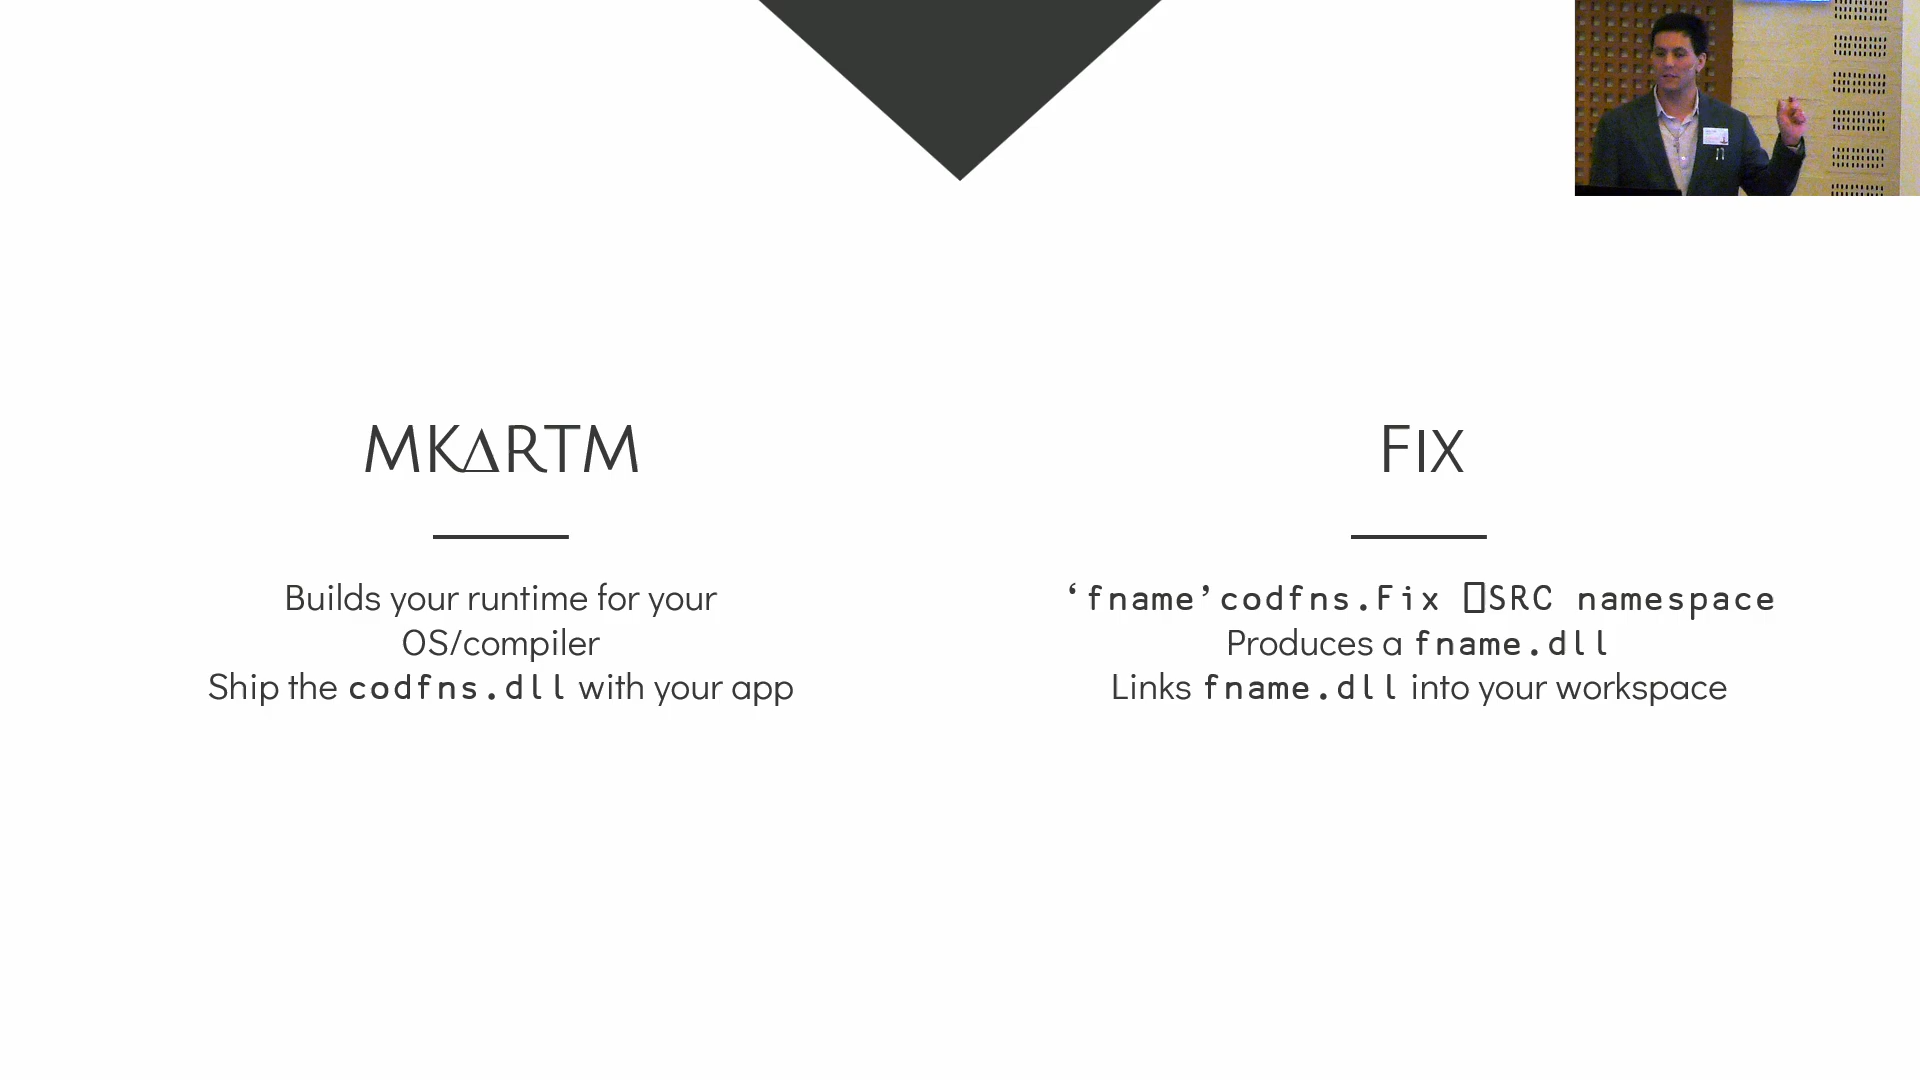 MK∆RTM
Builds your runtime for your
OS/compiler
Ship the codfns.dll with your app
FIX
‘fname’codfns.Fix ⎕SRC namespace
Produces a fname.dll
Links fname.dll into your workspace